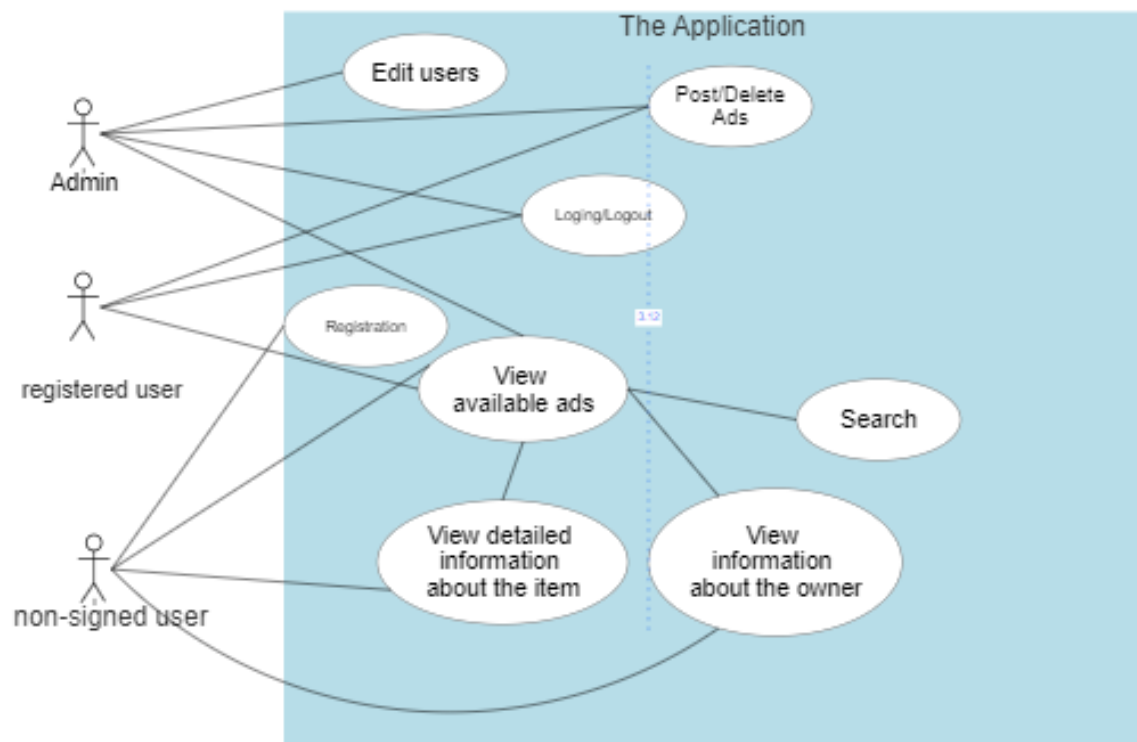 The Application
Edit users
Post/Delete
Ads
Admin
Loging/Logout
3.12
Registration
registered user
View
available ads
Search
View detailed
information
about the item
View
information
about the owner
non-signed user